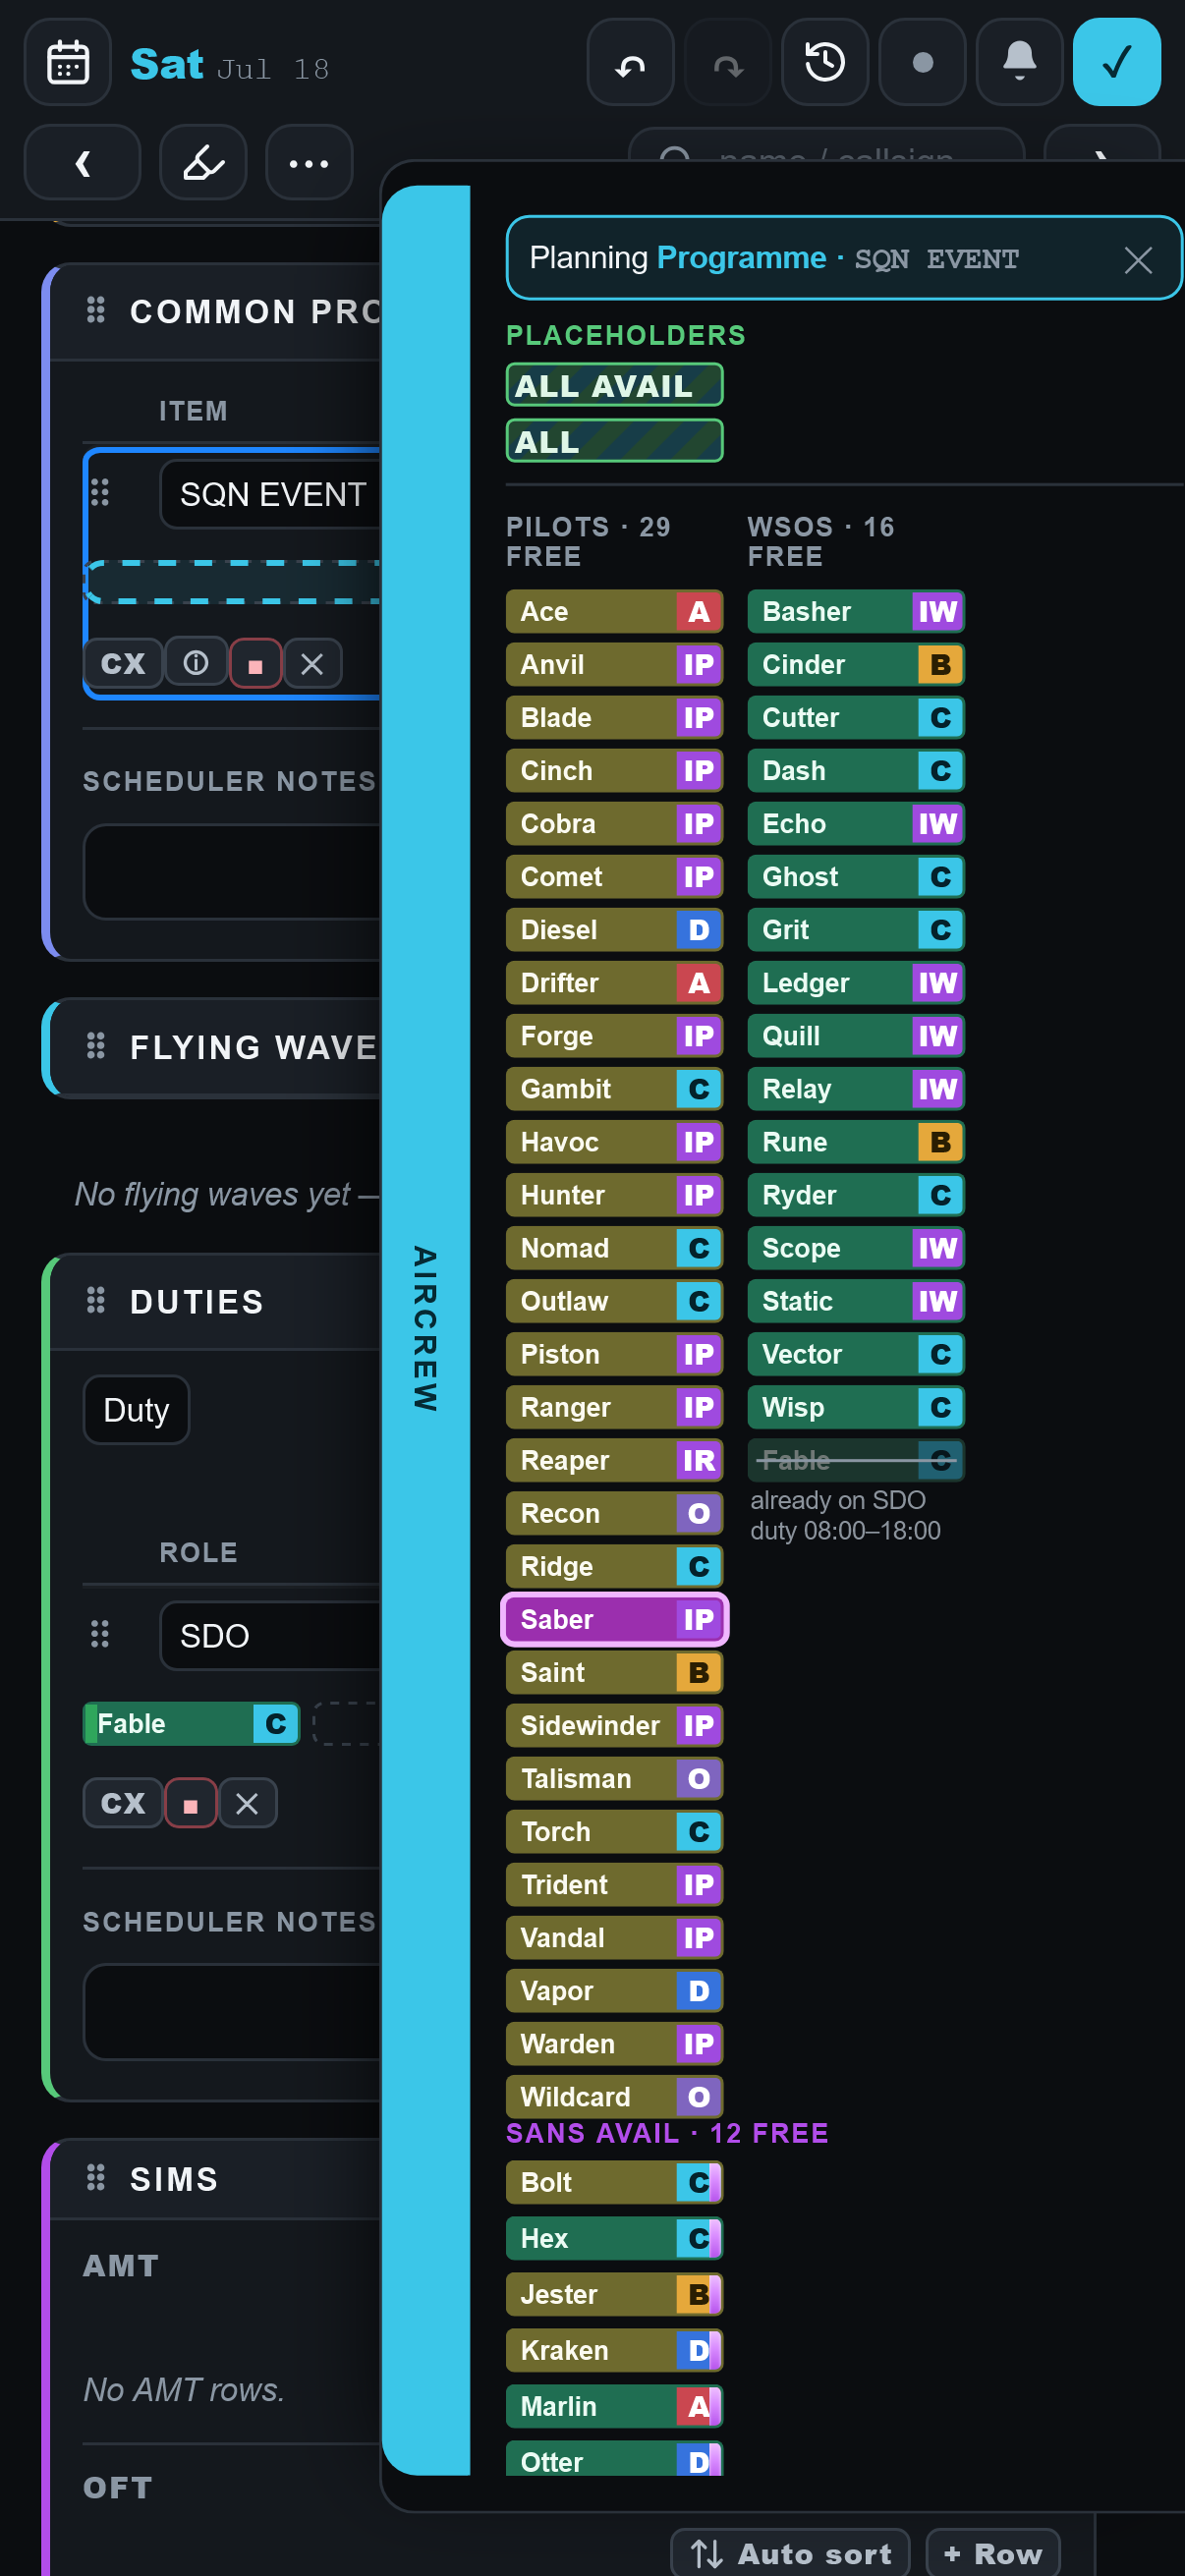 Sat Jul 18
COMMON PRO
ITEM
SQN EVENT
CX
SCHEDULER NOTES
FLYING WAVE
No flying waves yet —
DUTIES
Duty
ROLE
SDO
Fable C
CX
SCHEDULER NOTES
SIMS
AMT
No AMT rows.
OFT
AIRCREW
Planning Programme · SQN EVENT
PLACEHOLDERS
ALL AVAIL
ALL
PILOTS · 29
FREE
Ace A
Anvil IP
Blade IP
Cinch IP
Cobra IP
Comet IP
Diesel D
Drifter A
Forge IP
Gambit C
Havoc IP
Hunter IP
Nomad C
Outlaw C
Piston IP
Ranger IP
Reaper IR
Recon O
Ridge C
Saber IP
Saint B
Sidewinder IP
Talisman O
Torch C
Trident IP
Vandal IP
Vapor D
Warden IP
Wildcard O
WSOS · 16
FREE
Basher IW
Cinder B
Cutter C
Dash C
Echo IW
Ghost C
Grit C
Ledger IW
Quill IW
Relay IW
Rune B
Ryder C
Scope IW
Static IW
Vector C
Wisp C
Fable C
already on SDO
duty 08:00–18:00
SANS AVAIL · 12 FREE
Bolt C
Hex C
Jester B
Kraken D
Marlin A
Otter D
Auto sort
+ Row